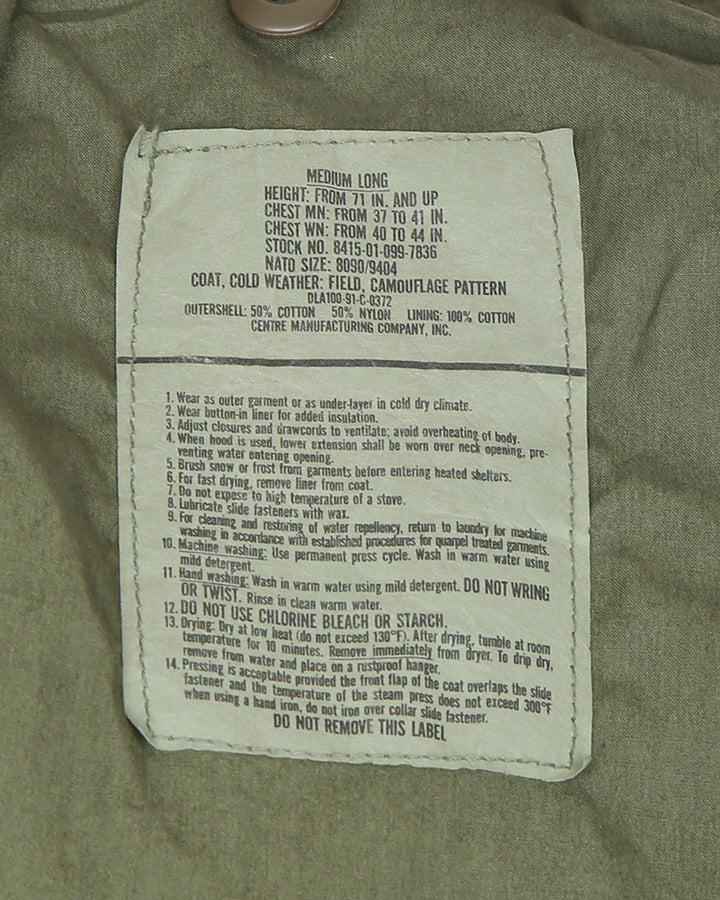 MEDIUM LONG
HEIGHT: FROM 71 IN. AND UP
CHEST MN: FROM 37 TO 41 IN.
CHEST WN: FROM 40 TO 44 IN.
STOCK NO. 8415-01-099-7836
NATO SIZE: 8090/9404
COAT, COLD WEATHER: FIELD, CAMOUFLAGE PATTERN
DLA100-91-C-0372
OUTERSHELL: 50% COTTON 50% NYLON LINING: 100% COTTON
CENTRE MANUFACTURING COMPANY, INC.
1. Wear as outer garment or as under-layer in cold dry climate.
2. Wear button-in liner for added insulation.
3. Adjust closures and drawcords to ventilate; avoid overheating of body.
4. When hood is used, lower extension shall be worn over neck opening, pre-
venting water entering opening.
5. Brush snow or frost from garments before entering heated shelters.
6. For fast drying, remove liner from coat.
7. Do not expose to high temperature of a stove.
8. Lubricate slide fasteners with wax.
9. For cleaning and restoring of water repellency, return to laundry for machine
washing in accordance with established procedures for quarpel treated garments.
10. Machine washing: Use permanent press cycle. Wash in warm water using
mild detergent.
11. Hand washing: Wash in warm water using mild detergent. DO NOT WRING
OR TWIST. Rinse in clean warm water.
12. DO NOT USE CHLORINE BLEACH OR STARCH.
13. Drying: Dry at low heat (do not exceed 130°F). After drying, tumble at room
temperature for 10 minutes. Remove immediately from dryer. To drip dry,
remove from water and place on a rustproof hanger.
14. Pressing is acceptable provided the front flap of the coat overlaps the slide
fastener and the temperature of the steam press does not exceed 300°F
when using a hand iron, do not iron over collar slide fastener.
DO NOT REMOVE THIS LABEL